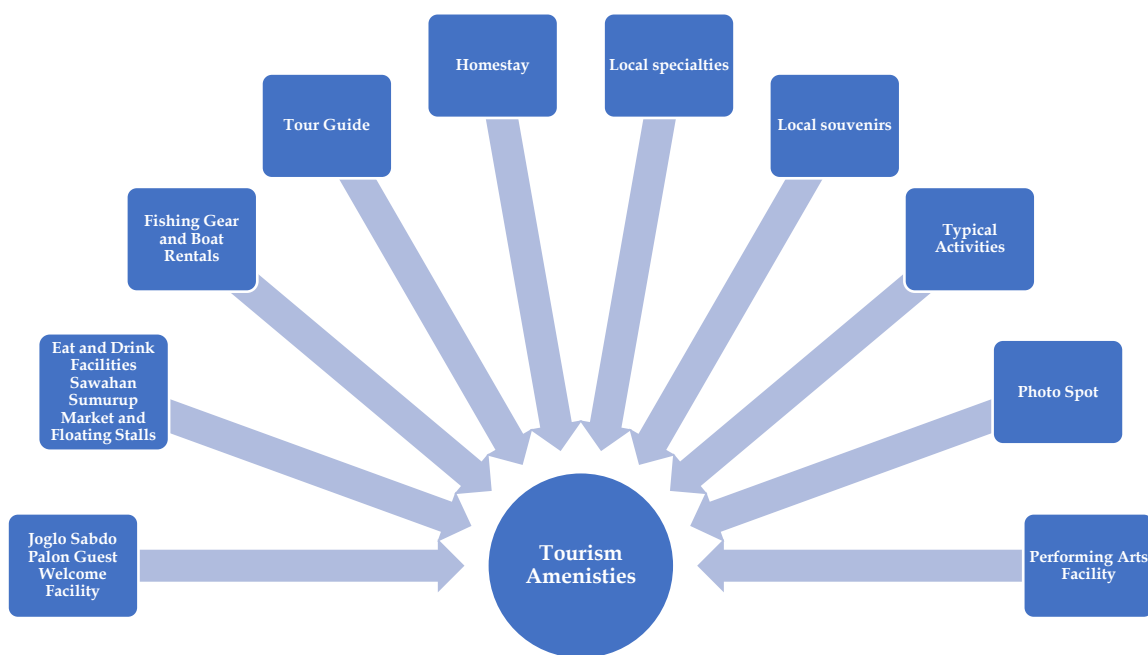 Homestay
Local specialties
Tour Guide
Local souvenirs
Fishing Gear
and Boat
Rentals
Typical
Activities
Eat and Drink
Facilities
Sawahan
Sumurup
Market and
Floating Stalls
Photo Spot
Joglo Sabdo
Palon Guest
Welcome
Facility
Tourism
Amenisties
Performing Arts
Facility